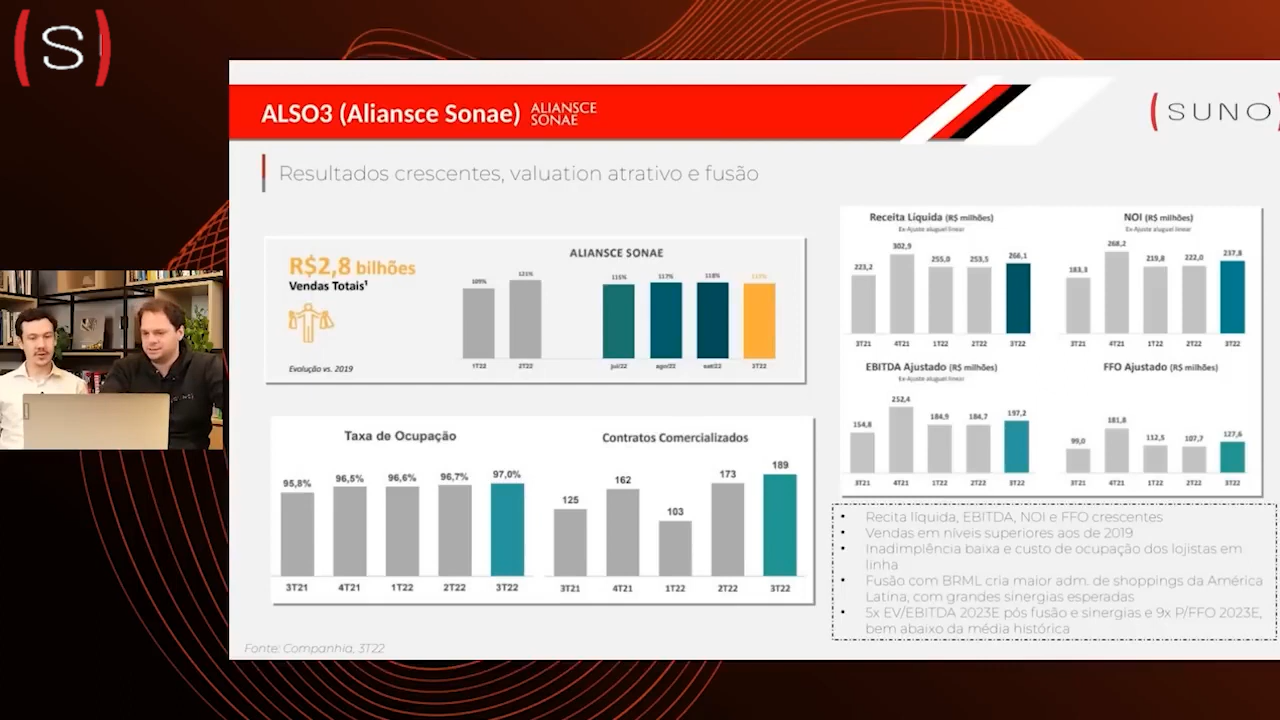 (S)
ALSO3 (Aliansce Sonae) ALIANSCE
SONAE
(SUNO)
Resultados crescentes, valuation atrativo e fusão
R$2,8 bilhões
Vendas Totais¹
Evolução vs. 2019
ALIANSCE SONAE
109% 121% 115% 117% 118%
1T22 2T22 jul/22 ago/22 set/22 3T22
Taxa de Ocupação
95,8% 96,5% 96,6% 96,7% 97,0%
3T21 4T21 1T22 2T22 3T22
Contratos Comercializados
125 162 103 173 189
3T21 4T21 1T22 2T22 3T22
Receita Líquida (R$ milhões)
Ex-Ajuste aluguel linear
223,2 302,9 255,0 253,5 266,1
3T21 4T21 1T22 2T22 3T22
NOI (R$ milhões)
Ex-Ajuste aluguel linear
183,3 268,2 219,8 222,0 237,8
3T21 4T21 1T22 2T22 3T22
EBITDA Ajustado (R$ milhões)
Ex-Ajuste aluguel linear
154,8 252,4 184,9 184,7 197,2
3T21 4T21 1T22 2T22 3T22
FFO Ajustado (R$ milhões)
99,0 181,8 112,5 107,7 127,6
3T21 4T21 1T22 2T22 3T22
• Recita líquida, EBITDA, NOI e FFO crescentes
• Vendas em níveis superiores aos de 2019
• Inadimplência baixa e custo de ocupação dos lojistas em
linha
• Fusão com BRML cria maior adm. de shoppings da América
Latina, com grandes sinergias esperadas
• 5x EV/EBITDA 2023E pós fusão e sinergias e 9x P/FFO 2023E,
bem abaixo da média histórica
Fonte: Companhia, 3T22